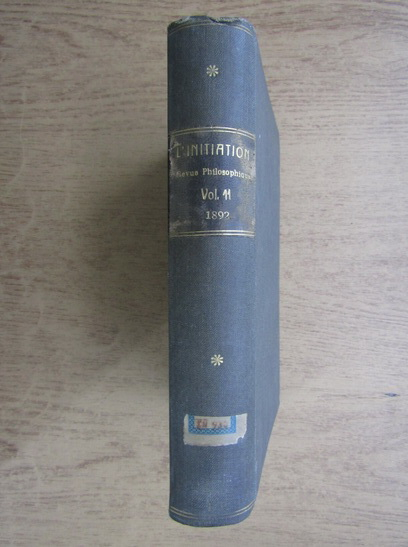 L'INITIATION
Revue Philosophique
Vol. 11
1892